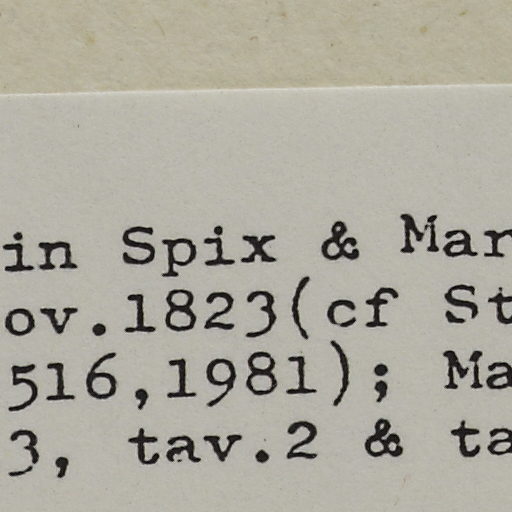 in Spix & Mar
ov.1823(cf St
516,1981); Ma
3, tav.2 & ta